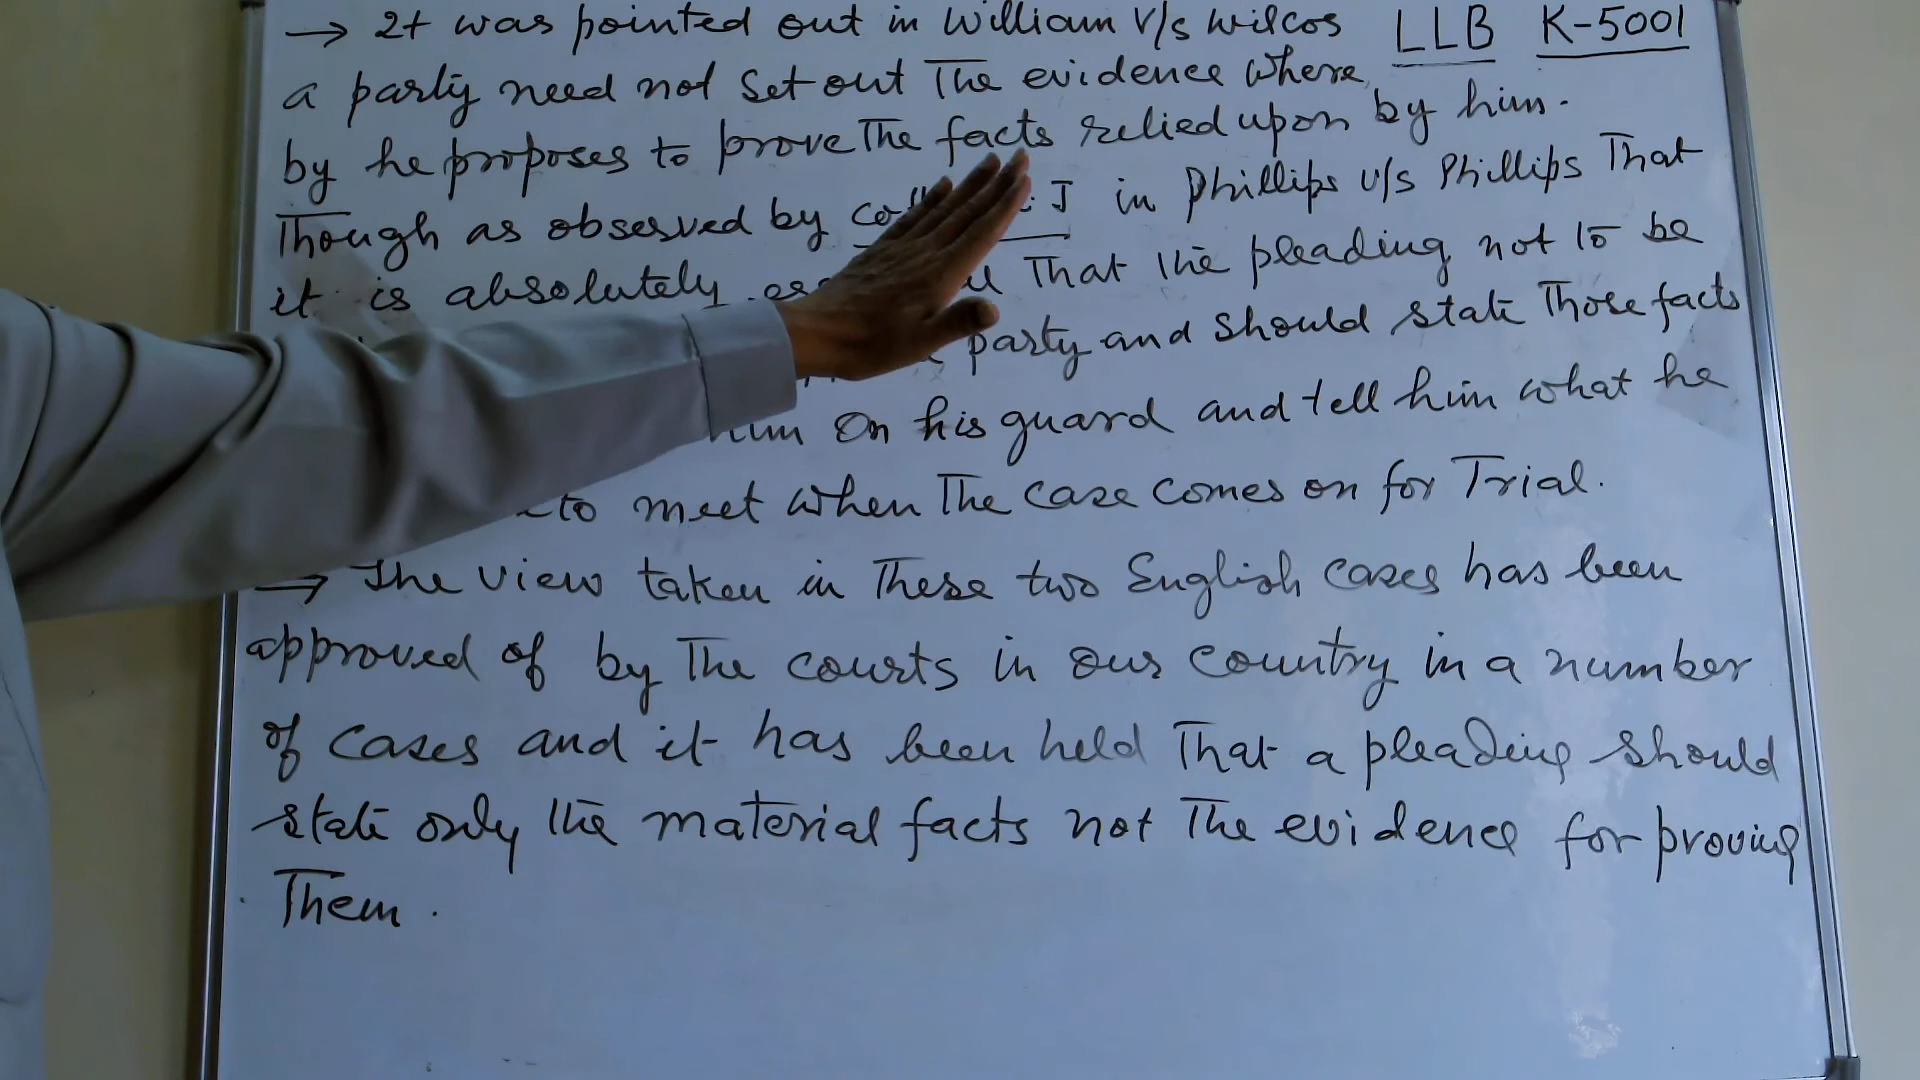 → It was pointed out in William v/s Wilcos LLB K-5001
a party need not set out The evidence where
by he proposes to prove The facts relied upon by him.
Though as observed by J in Phillips v/s Phillips That
it is absolutely That the pleading not to be
party and should state Those facts
him on his guard and tell him what he
to meet when The case comes on for Trial.
→ The view taken in These two English cases has been
approved of by The courts in our country in a number
of cases and it has been held That a pleading should
state only the material facts not The evidence for proving
Them.